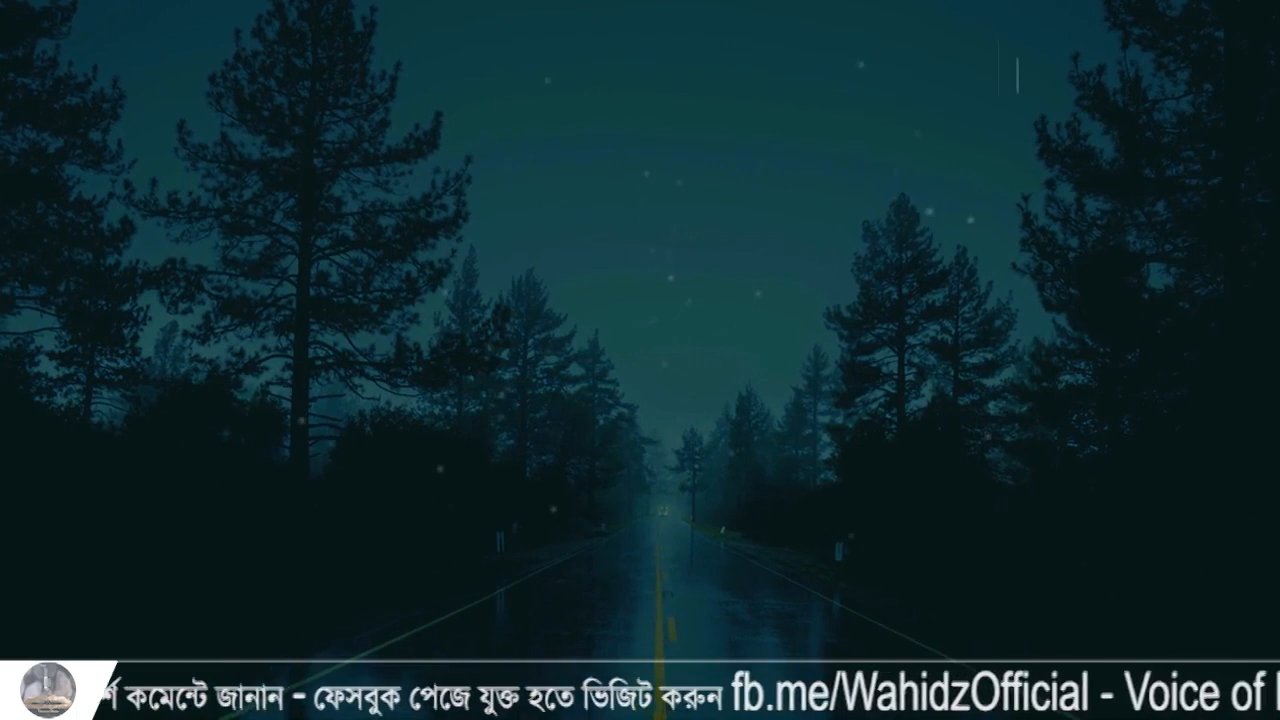 কমেন্টে জানান - ফেসবুক পেজে যুক্ত হতে ভিজিট করুন fb.me/WahidzOfficial - Voice of